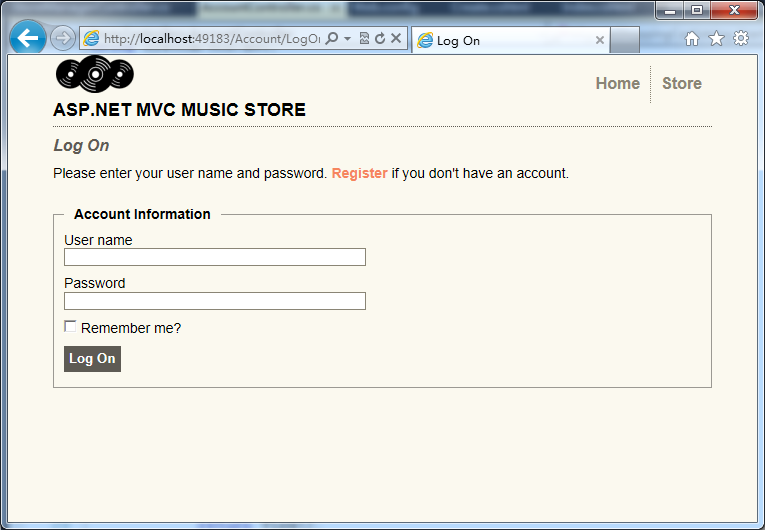 http://localhost:49183/Account/LogOn
Log On
Home
Store
ASP.NET MVC MUSIC STORE
Log On
Please enter your user name and password. Register if you don't have an account.
Account Information
User name
Password
Remember me?
Log On